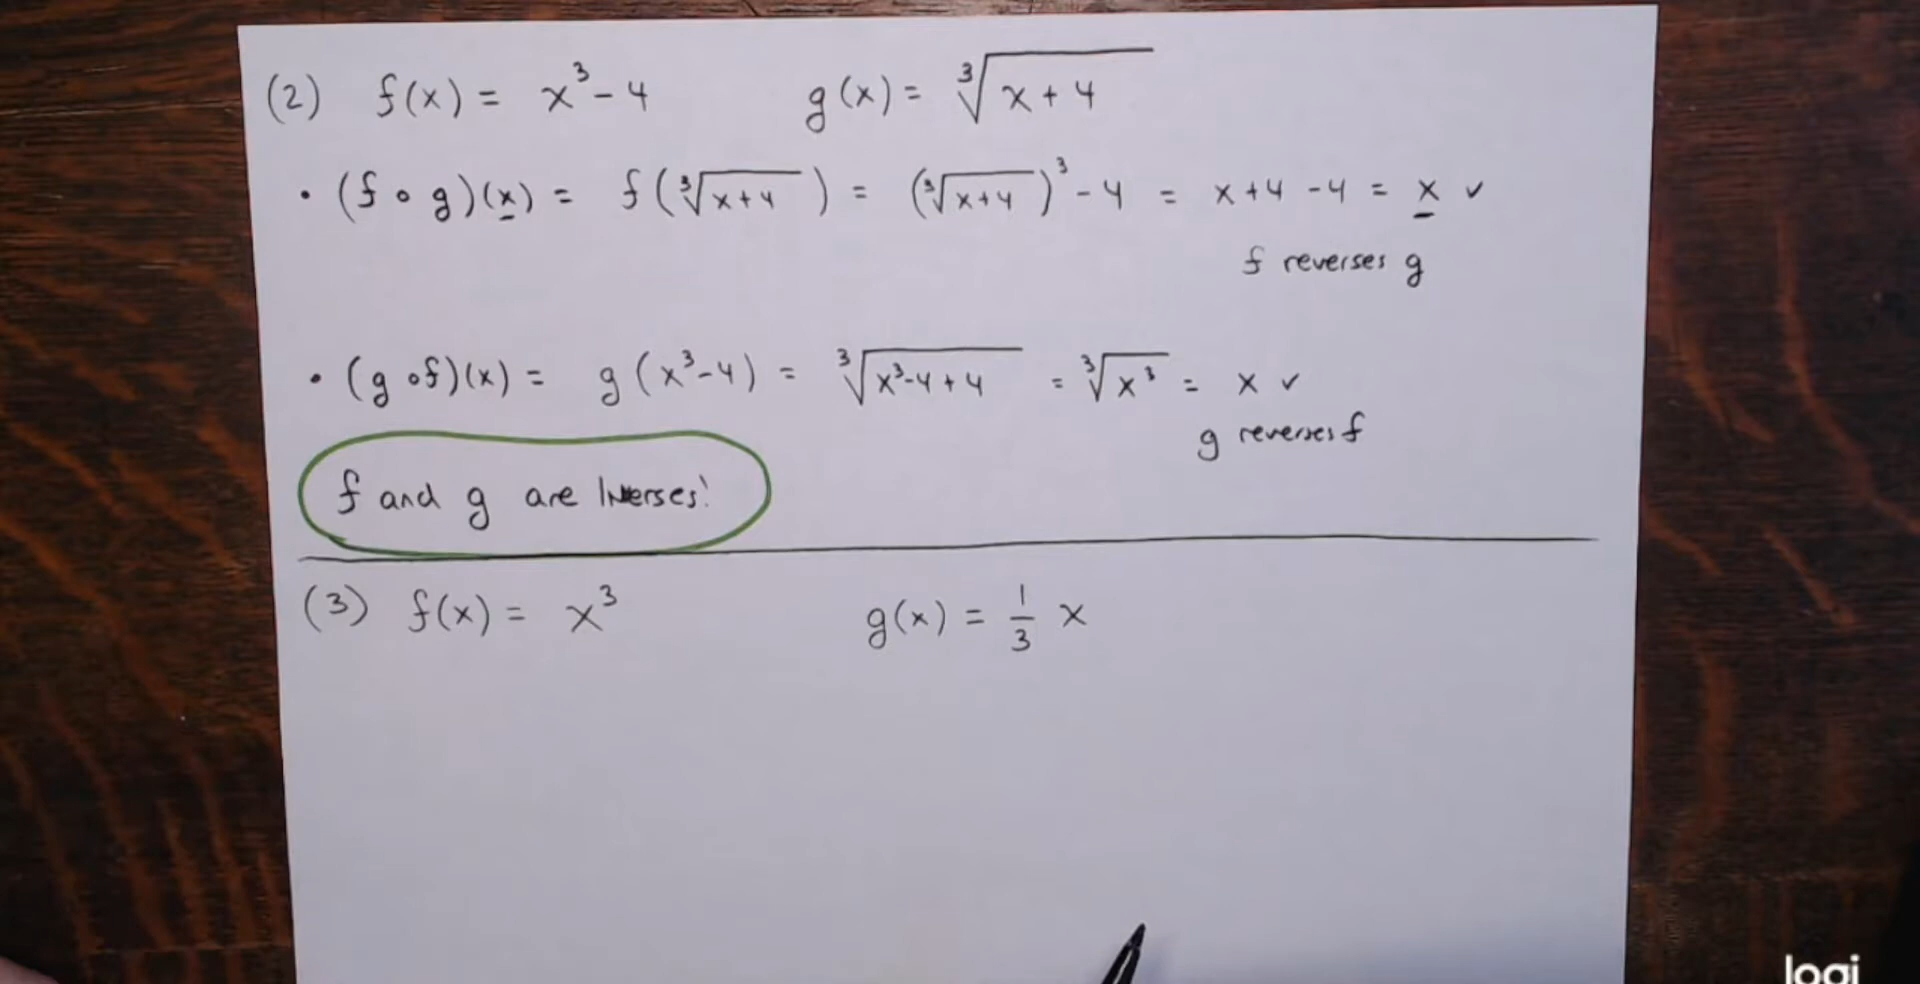 (2) f(x) = x³ - 4 g(x) = ∛(x + 4)
• (f ∘ g)(x) = f(∛(x+4)) = (∛(x+4))³ - 4 = x + 4 - 4 = x ✓
f reverses g
• (g ∘ f)(x) = g(x³-4) = ∛(x³-4+4) = ∛(x³) = x ✓
g reverses f
f and g are Inverses!
(3) f(x) = x³ g(x) = 1/3 x
logi